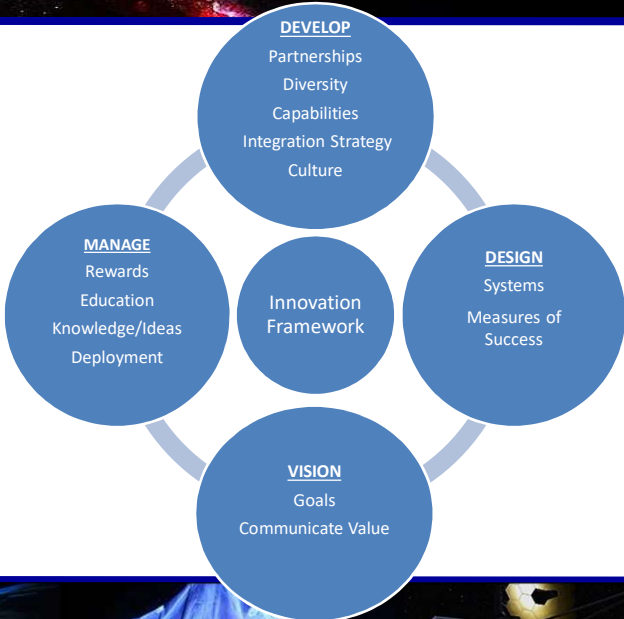 DEVELOP
Partnerships
Diversity
Capabilities
Integration Strategy
Culture
MANAGE
Rewards
Education
Knowledge/Ideas
Deployment
Innovation
Framework
DESIGN
Systems
Measures of
Success
VISION
Goals
Communicate Value